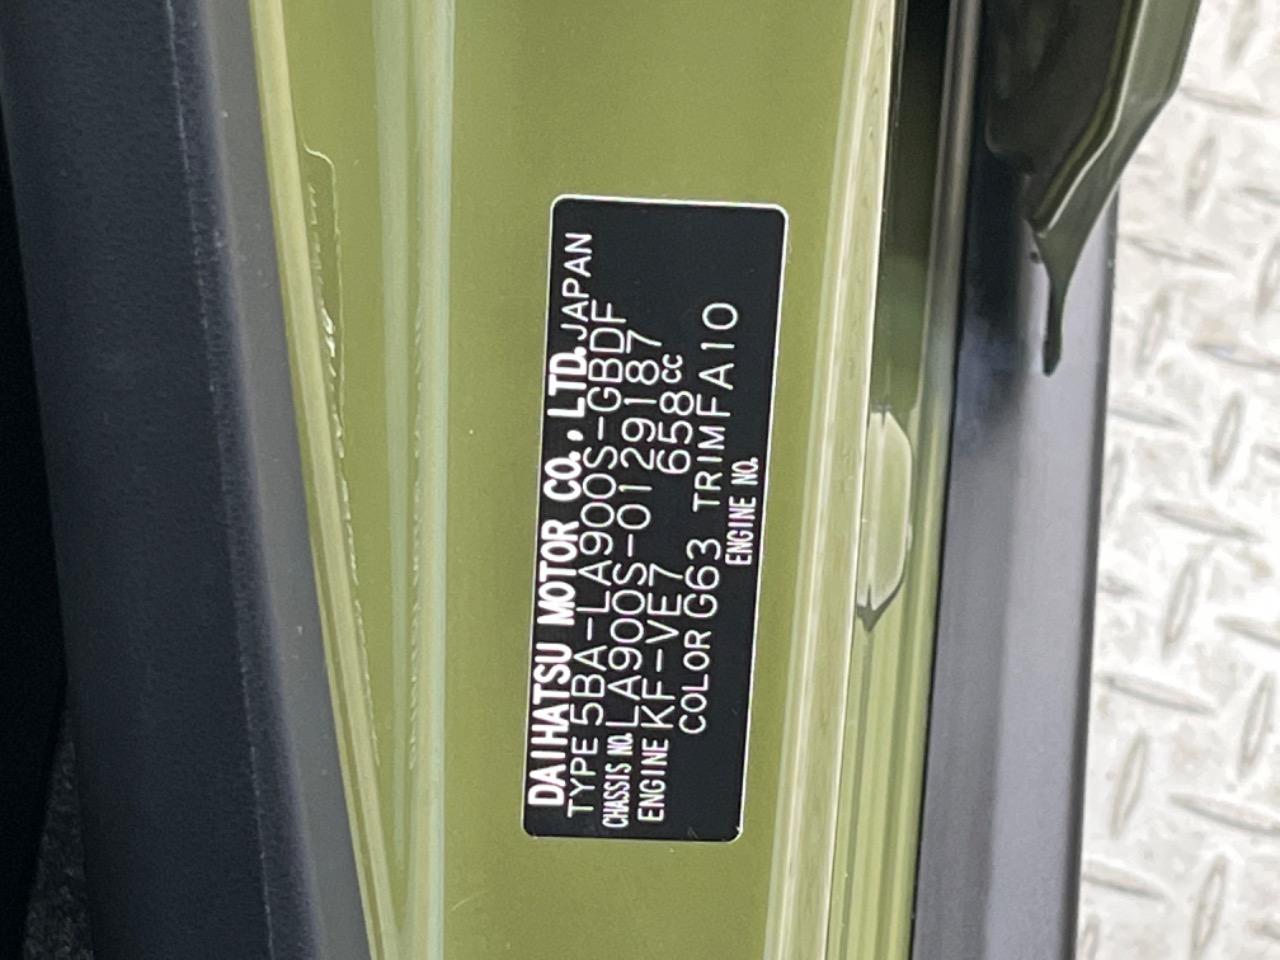 DAIHATSU MOTOR CO., LTD. JAPAN
TYPE 5BA-LA900S-GBDF
CHASSIS NO. LA900S-0129187
ENGINE KF-VE7 658cc
COLOR G63 TRIM FA10
ENGINE NO.